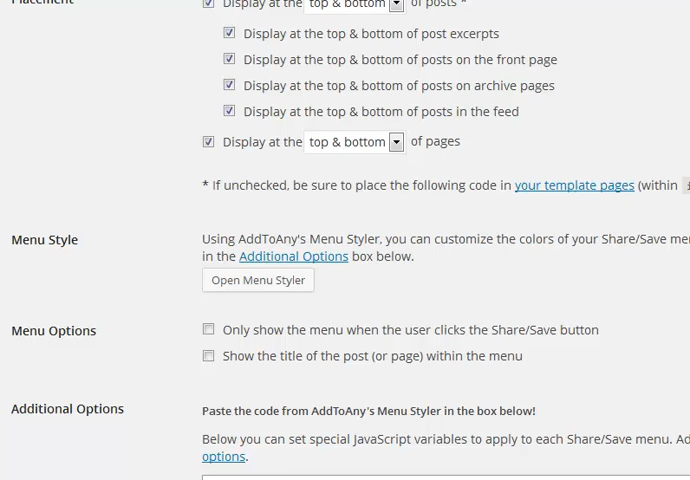 Placement
Display at the top & bottom of posts *
Display at the top & bottom of post excerpts
Display at the top & bottom of posts on the front page
Display at the top & bottom of posts on archive pages
Display at the top & bottom of posts in the feed
Display at the top & bottom of pages
* If unchecked, be sure to place the following code in your template pages (within
Menu Style
Using AddToAny's Menu Styler, you can customize the colors of your Share/Save
in the Additional Options box below.
Open Menu Styler
Menu Options
Only show the menu when the user clicks the Share/Save button
Show the title of the post (or page) within the menu
Additional Options
Paste the code from AddToAny's Menu Styler in the box below!
Below you can set special JavaScript variables to apply to each Share/Save menu.
options.